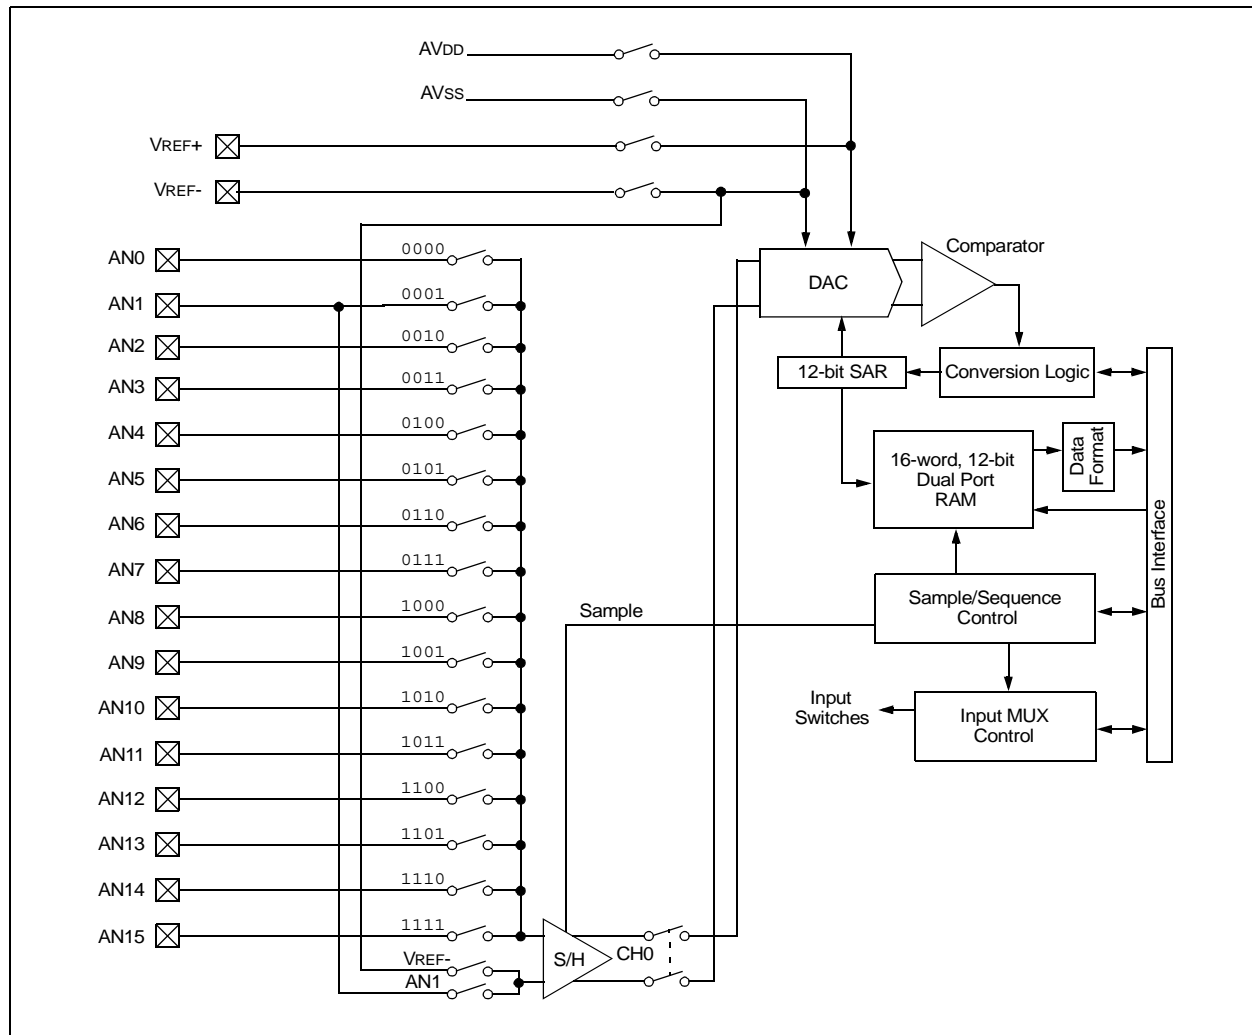 AVDD
AVSS
VREF+
VREF-
AN0
0000
AN1
0001
AN2
0010
AN3
0011
AN4
0100
AN5
0101
AN6
0110
AN7
0111
AN8
1000
AN9
1001
AN10
1010
AN11
1011
AN12
1100
AN13
1101
AN14
1110
AN15
1111
VREF-
AN1
S/H
CH0
Sample
DAC
Comparator
12-bit SAR
Conversion Logic
16-word, 12-bit
Dual Port
RAM
Data
Format
Bus Interface
Sample/Sequence
Control
Input
Switches
Input MUX
Control